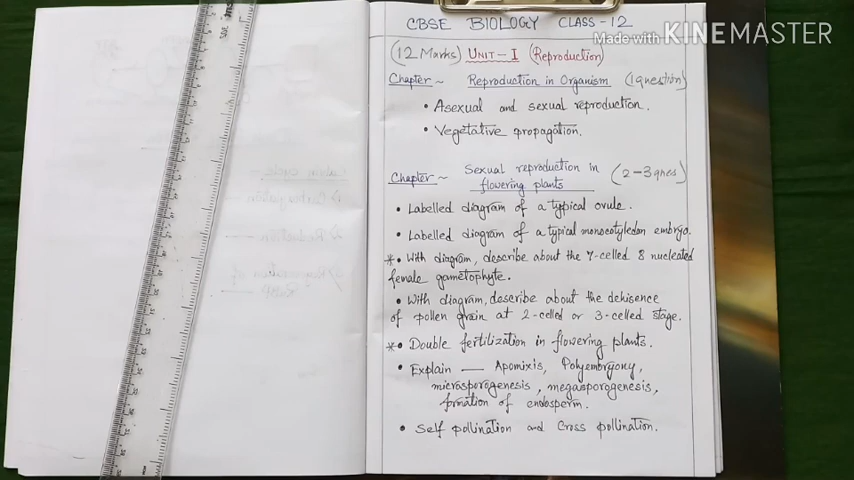 CBSE BIOLOGY CLASS-12
Made with KINEMASTER
(12 Marks) UNIT-I (Reproduction)
Chapter ~ Reproduction in Organism (1 question)
• Asexual and sexual reproduction.
• Vegetative propagation.
Chapter ~ Sexual reproduction in flowering plants (2-3 ques)
• Labelled diagram of a typical ovule.
• Labelled diagram of a typical monocotyledon embryo.
* • With diagram, describe about the 7-celled 8 nucleated
female gametophyte.
• With diagram, describe about the dehisence
of pollen grain at 2-celled or 3-celled stage.
* • Double fertilization in flowering plants.
• Explain — Apomixis, Polyembryony,
microsporogenesis, megasporogenesis,
formation of endosperm.
• Self pollination and Cross pollination.